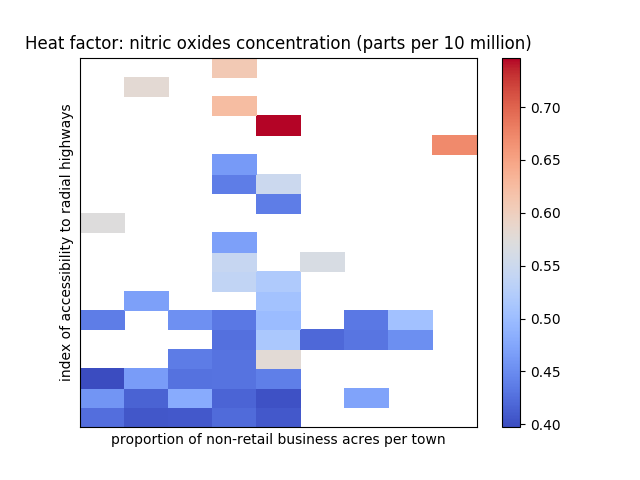 Heat factor: nitric oxides concentration (parts per 10 million)
index of accessibility to radial highways
proportion of non-retail business acres per town
0.70
0.65
0.60
0.55
0.50
0.45
0.40